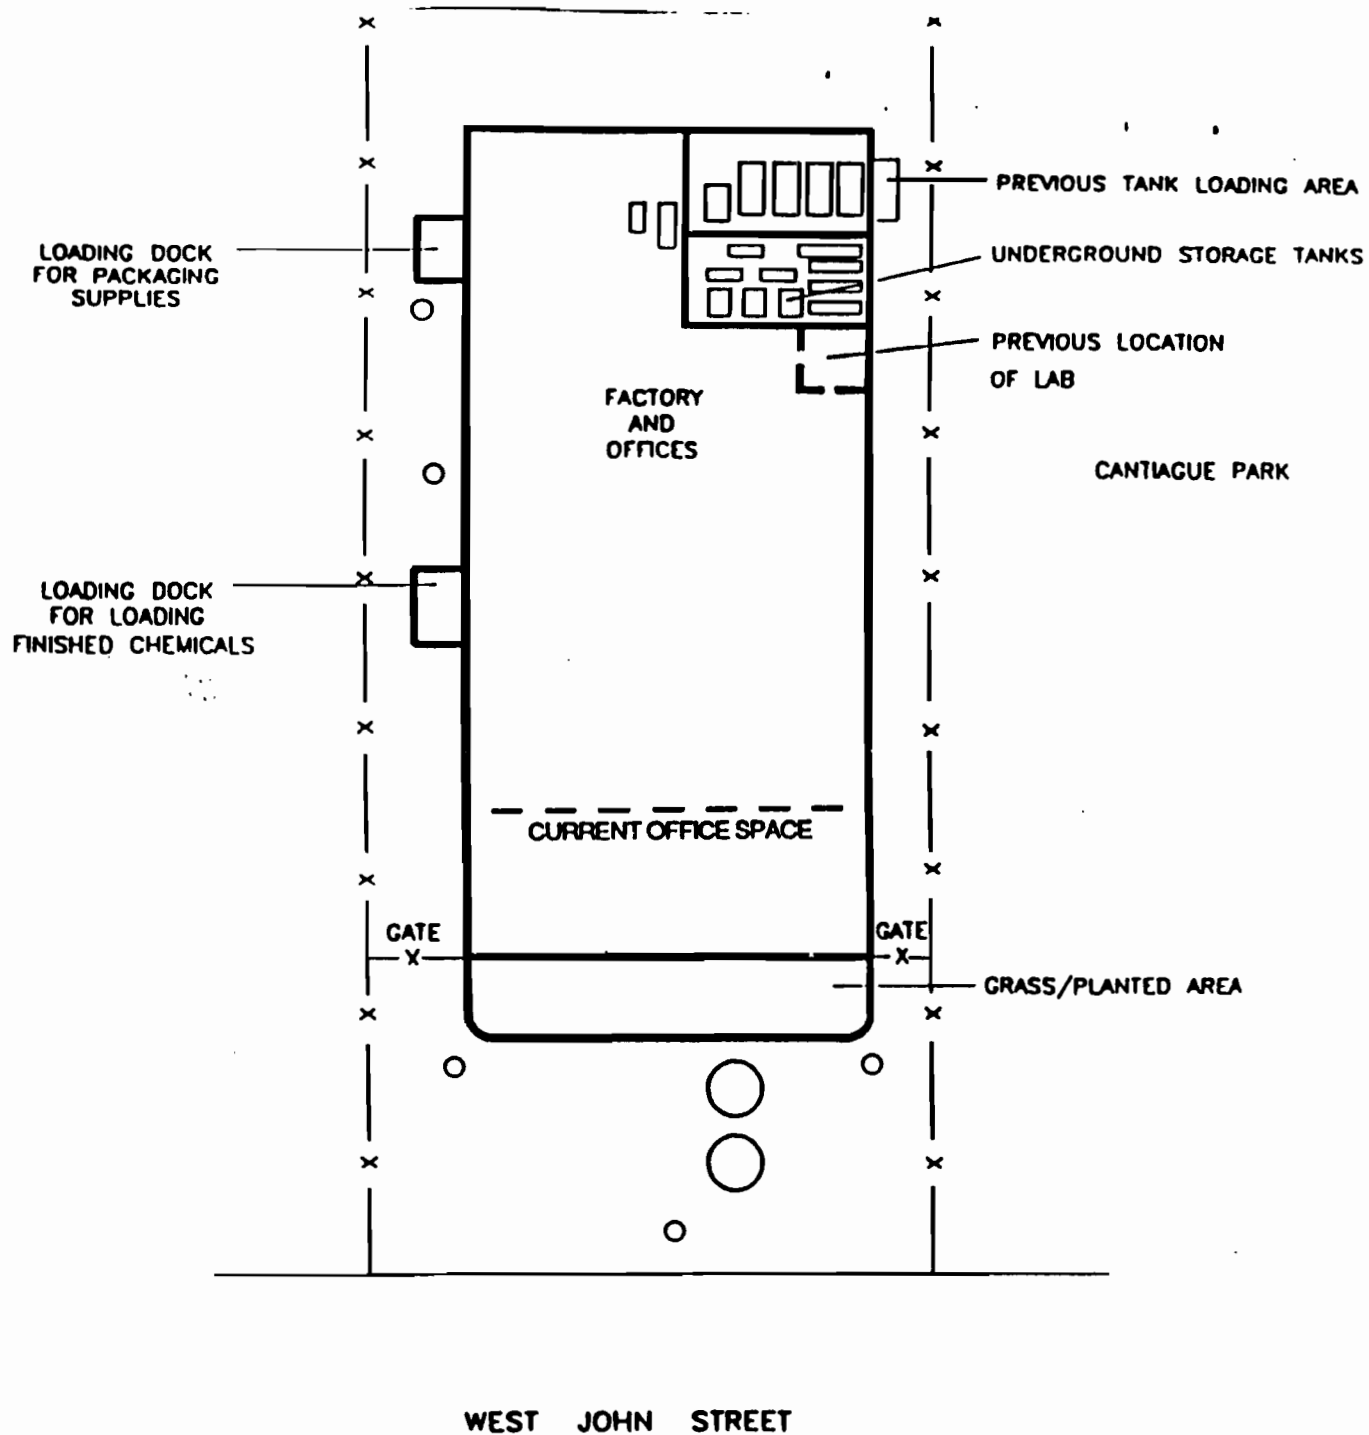 PREVIOUS TANK LOADING AREA
LOADING DOCK
FOR PACKAGING
SUPPLIES
UNDERGROUND STORAGE TANKS
PREVIOUS LOCATION
OF LAB
FACTORY
AND
OFFICES
CANTIAGUE PARK
LOADING DOCK
FOR LOADING
FINISHED CHEMICALS
CURRENT OFFICE SPACE
GATE
GATE
GRASS/PLANTED AREA
WEST JOHN STREET